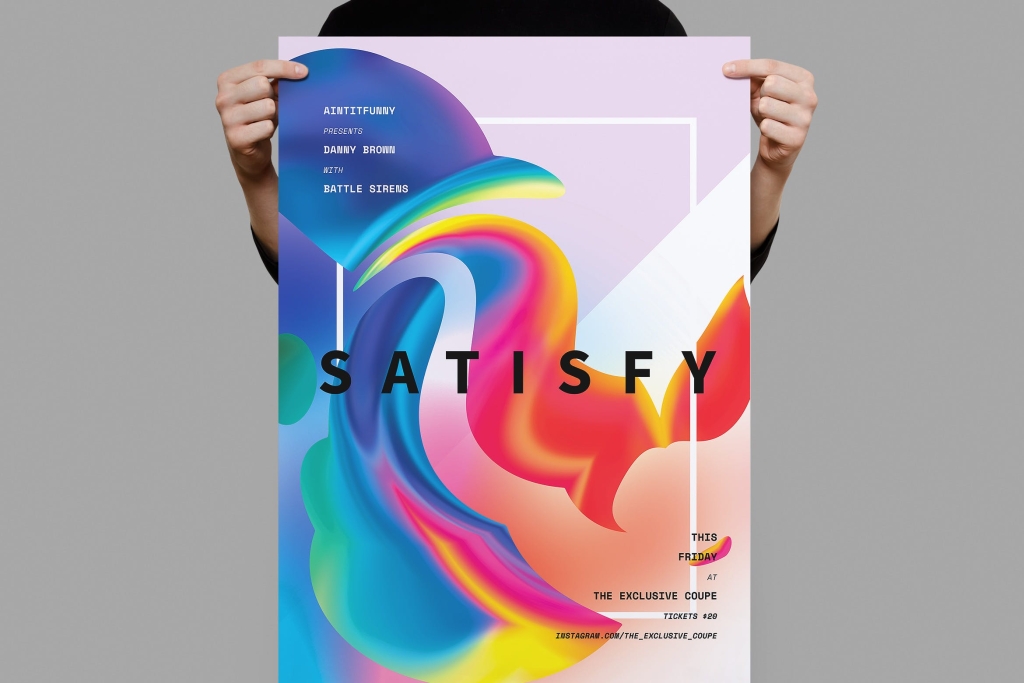 AINTITFUNNY
PRESENTS
DANNY BROWN
WITH
BATTLE SIRENS
SATISFY
THIS
FRIDAY
AT
THE EXCLUSIVE COUPE
TICKETS $20
INSTAGRAM.COM/THE_EXCLUSIVE_COUPE